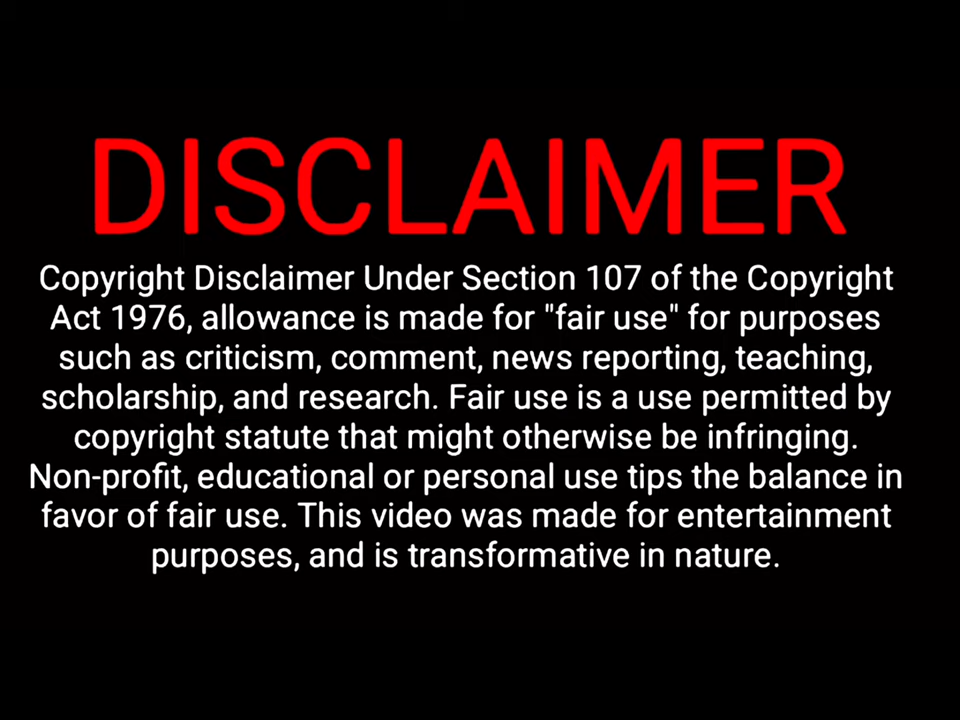 DISCLAIMER
Copyright Disclaimer Under Section 107 of the Copyright
Act 1976, allowance is made for "fair use" for purposes
such as criticism, comment, news reporting, teaching,
scholarship, and research. Fair use is a use permitted by
copyright statute that might otherwise be infringing.
Non-profit, educational or personal use tips the balance in
favor of fair use. This video was made for entertainment
purposes, and is transformative in nature.